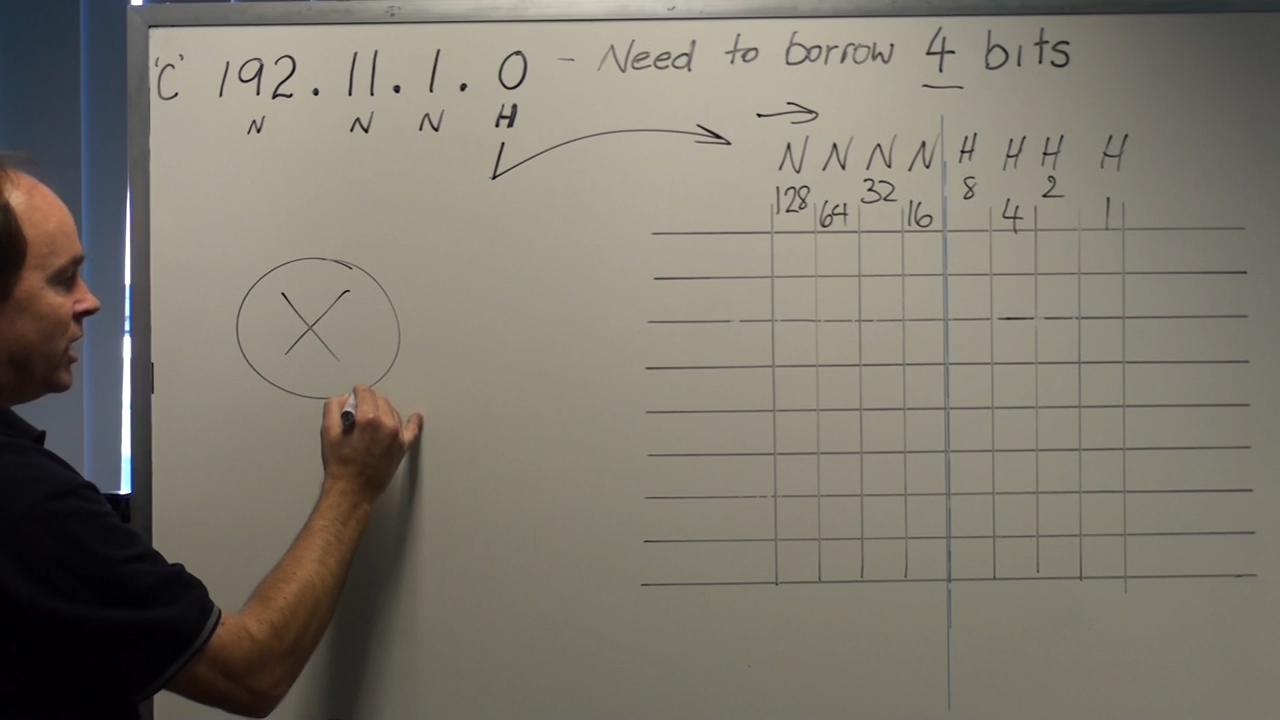 'C' 192.11.1.0 - Need to borrow 4 bits
N N N H
N N N N H H H H
128 64 32 16 8 4 2 1